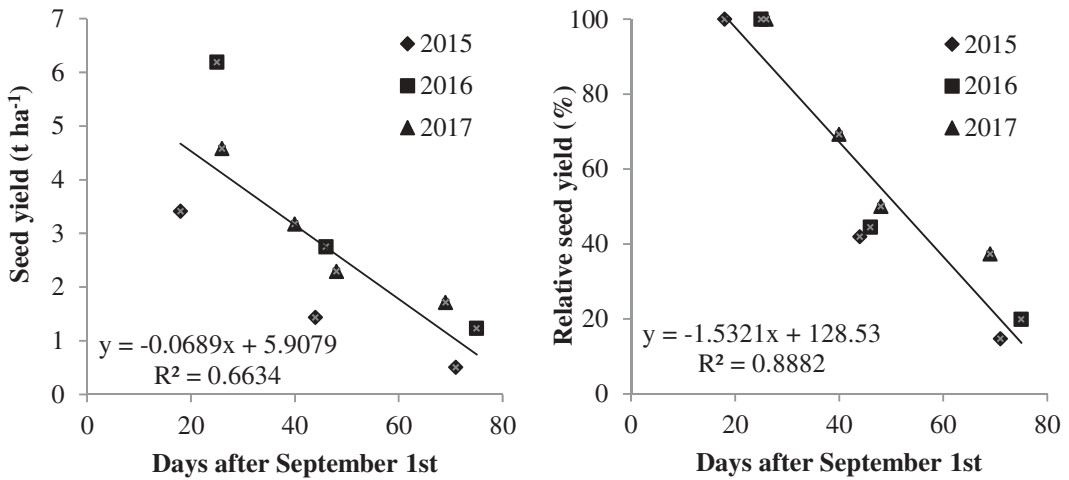 7
6
5
4
3
2
1
0
Seed yield (t ha⁻¹)
2015
2016
2017
y = -0.0689x + 5.9079
R² = 0.6634
0 20 40 60 80
Days after September 1st
100
80
60
40
20
0
Relative seed yield (%)
2015
2016
2017
y = -1.5321x + 128.53
R² = 0.8882
0 20 40 60 80
Days after September 1st